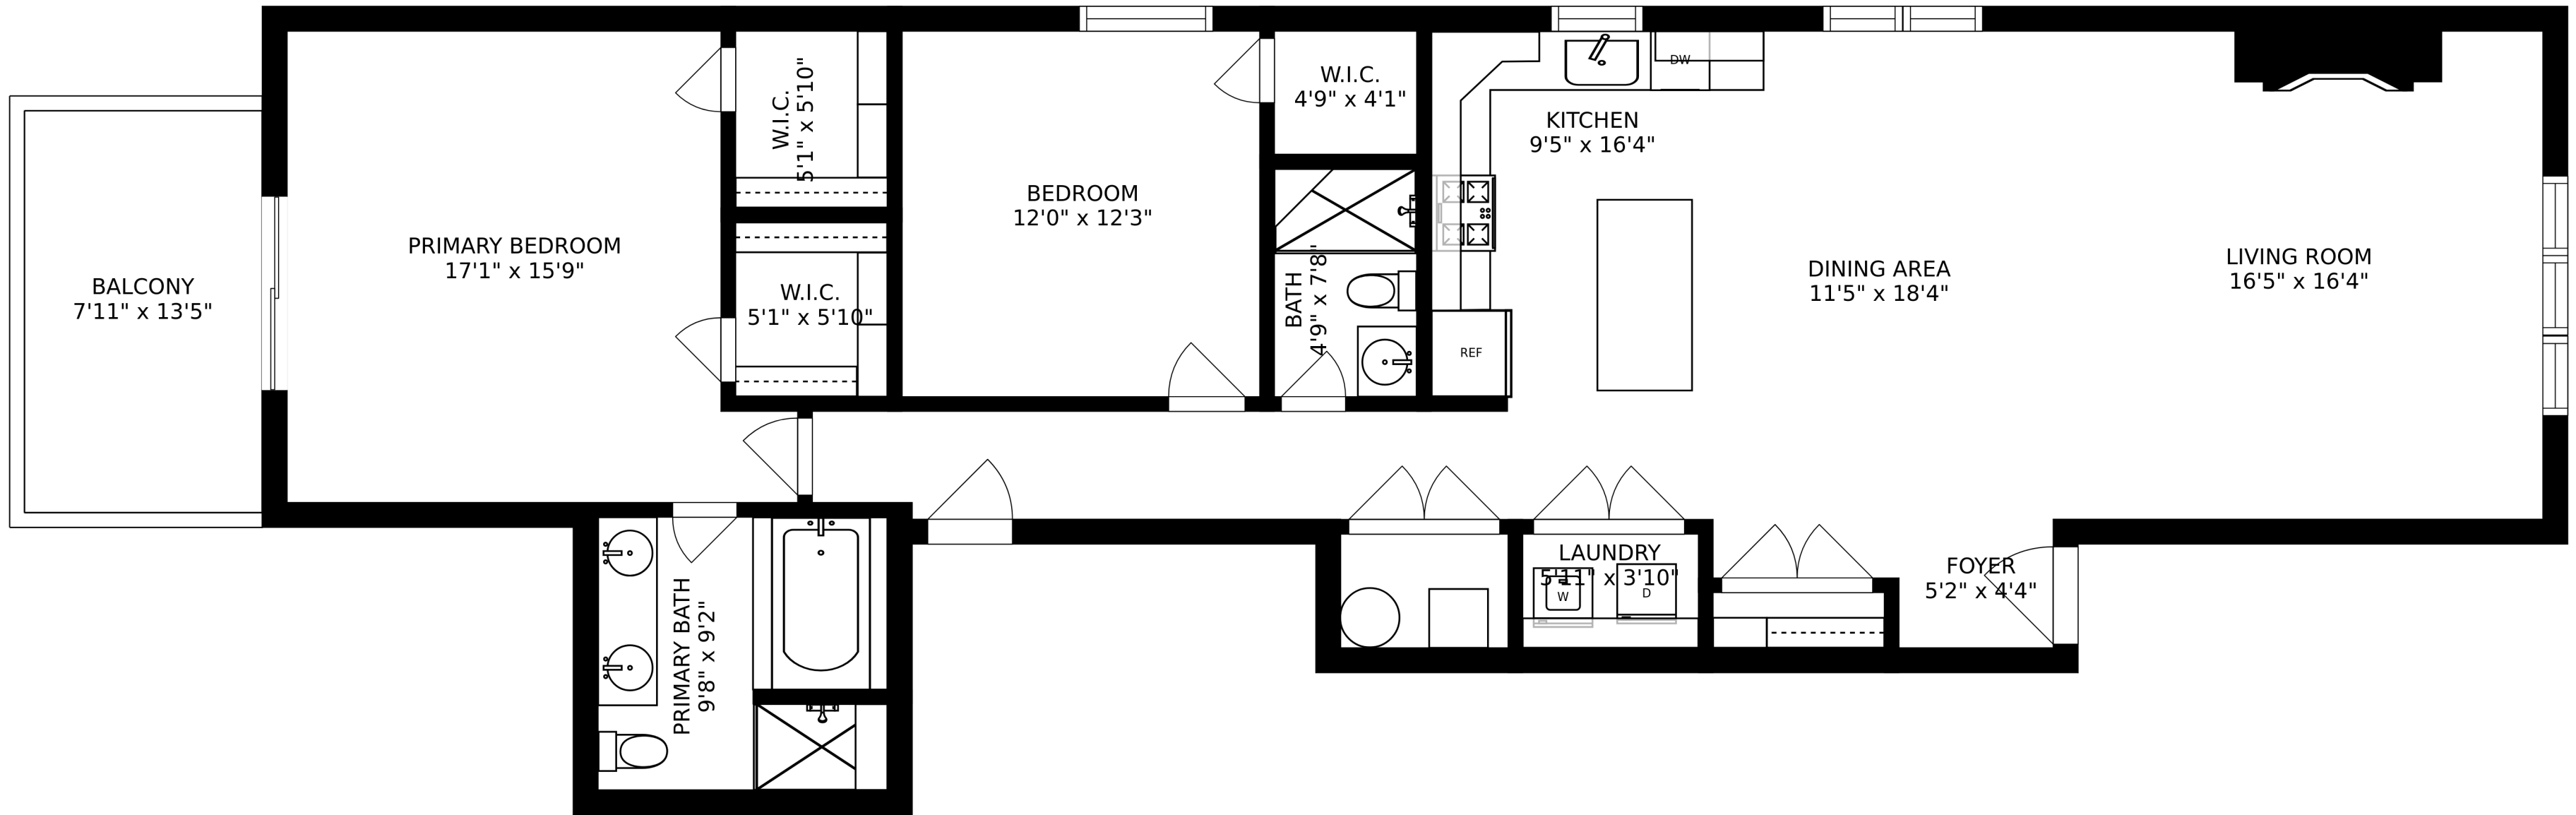 BALCONY
7'11" x 13'5"
PRIMARY BEDROOM
17'1" x 15'9"
W.I.C.
5'1" x 5'10"
W.I.C.
5'1" x 5'10"
BEDROOM
12'0" x 12'3"
W.I.C.
4'9" x 4'1"
BATH
4'9" x 7'8"
KITCHEN
9'5" x 16'4"
DW
REF
DINING AREA
11'5" x 18'4"
LIVING ROOM
16'5" x 16'4"
PRIMARY BATH
9'8" x 9'2"
LAUNDRY
5'11" x 3'10"
W
D
FOYER
5'2" x 4'4"